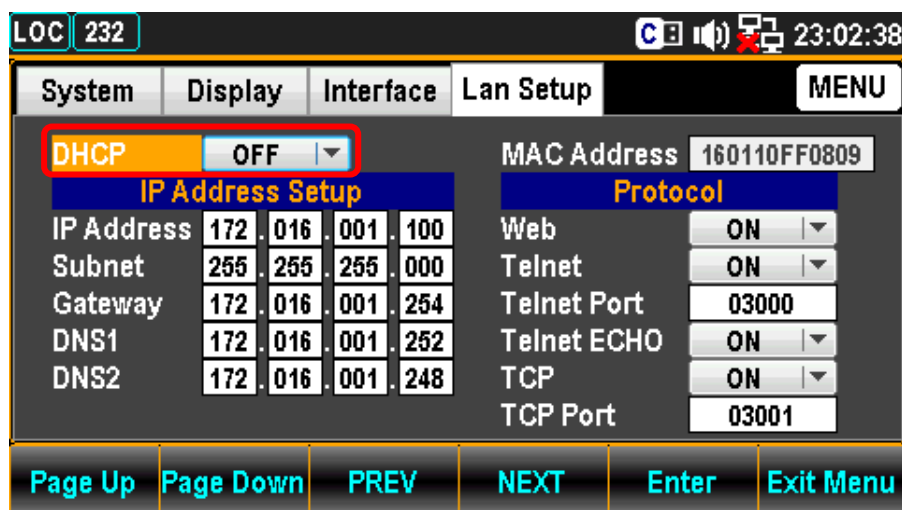 LOC 232 C 23:02:38
System Display Interface Lan Setup MENU
DHCP OFF MAC Address 160110FF0809
IP Address Setup Protocol
IP Address 172 . 016 . 001 . 100 Web ON
Subnet 255 . 255 . 255 . 000 Telnet ON
Gateway 172 . 016 . 001 . 254 Telnet Port 03000
DNS1 172 . 016 . 001 . 252 Telnet ECHO ON
DNS2 172 . 016 . 001 . 248 TCP ON
TCP Port 03001
Page Up Page Down PREV NEXT Enter Exit Menu